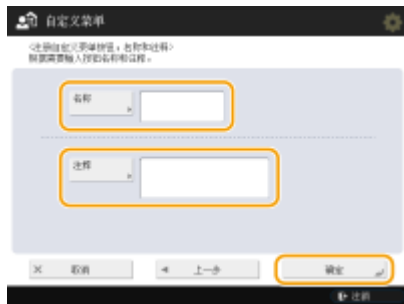 自定义菜单
<注册自定义菜单按钮：名称和注释>
根据需要输入按钮名称和注释。
名称
注释
取消
上一步
确定
注销